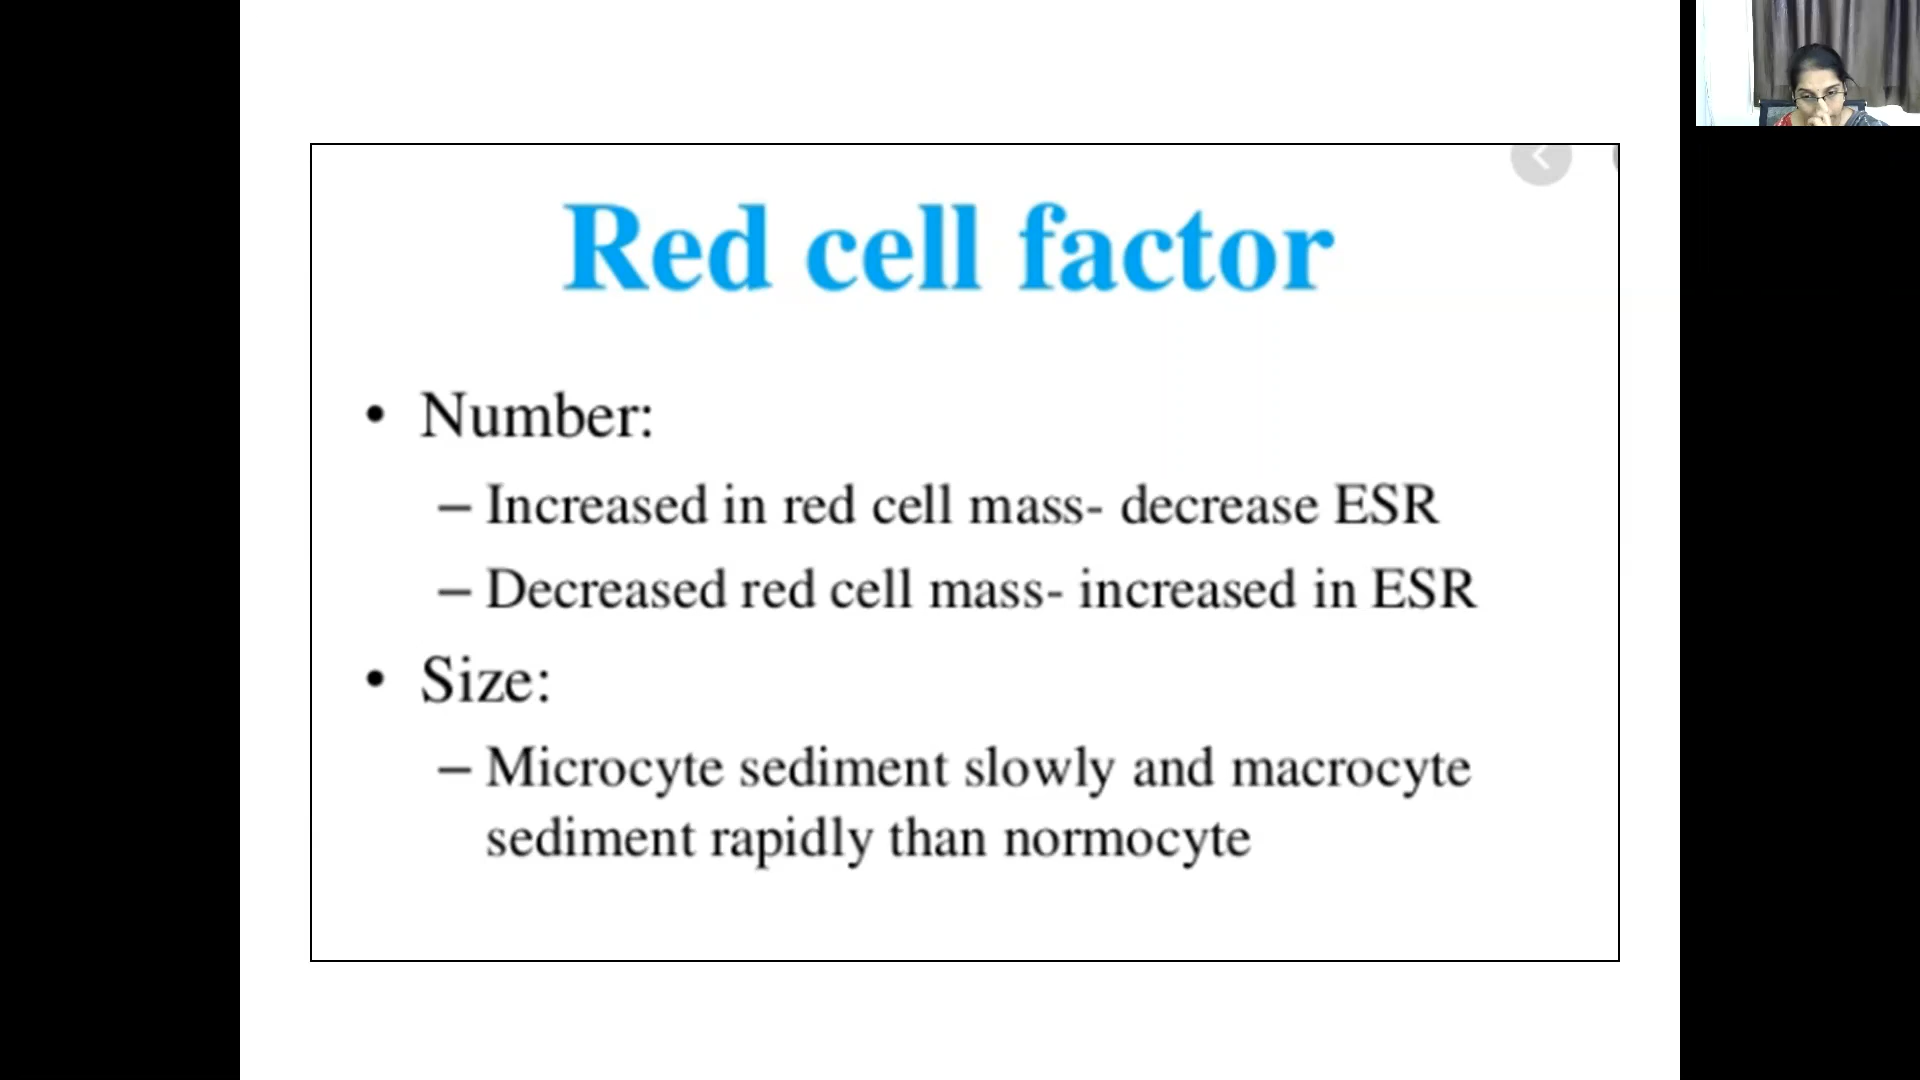 Red cell factor
• Number:
– Increased in red cell mass- decrease ESR
– Decreased red cell mass- increased in ESR
• Size:
– Microcyte sediment slowly and macrocyte
sediment rapidly than normocyte